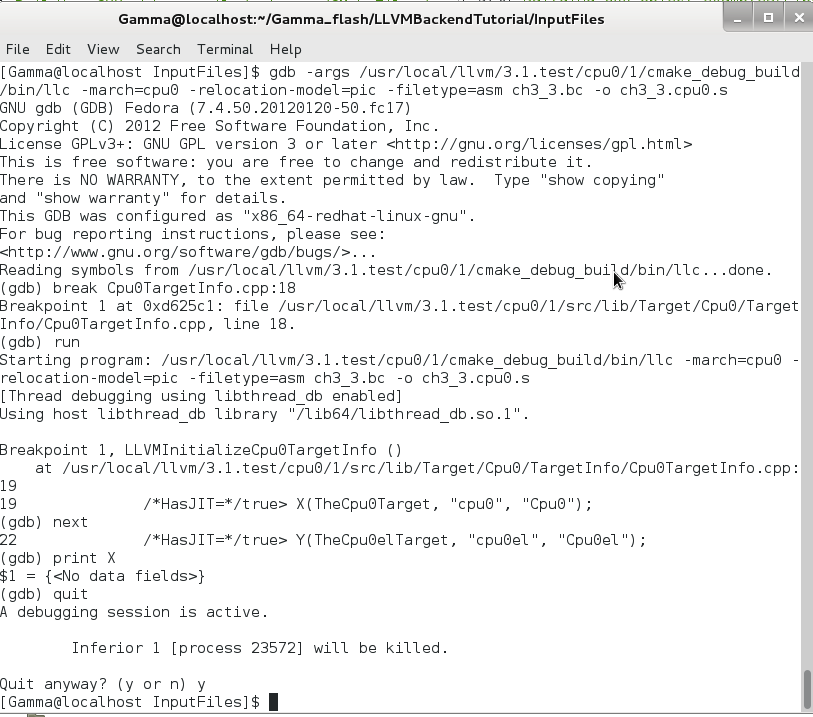 Gamma@localhost:~/Gamma_flash/LLVMBackendTutorial/InputFiles
File Edit View Search Terminal Help
[Gamma@localhost InputFiles]$ gdb -args /usr/local/llvm/3.1.test/cpu0/1/cmake_debug_build
/bin/llc -march=cpu0 -relocation-model=pic -filetype=asm ch3_3.bc -o ch3_3.cpu0.s
GNU gdb (GDB) Fedora (7.4.50.20120120-50.fc17)
Copyright (C) 2012 Free Software Foundation, Inc.
License GPLv3+: GNU GPL version 3 or later <http://gnu.org/licenses/gpl.html>
This is free software: you are free to change and redistribute it.
There is NO WARRANTY, to the extent permitted by law.  Type "show copying"
and "show warranty" for details.
This GDB was configured as "x86_64-redhat-linux-gnu".
For bug reporting instructions, please see:
<http://www.gnu.org/software/gdb/bugs/>...
Reading symbols from /usr/local/llvm/3.1.test/cpu0/1/cmake_debug_build/bin/llc...done.
(gdb) break Cpu0TargetInfo.cpp:18
Breakpoint 1 at 0xd625c1: file /usr/local/llvm/3.1.test/cpu0/1/src/lib/Target/Cpu0/Target
Info/Cpu0TargetInfo.cpp, line 18.
(gdb) run
Starting program: /usr/local/llvm/3.1.test/cpu0/1/cmake_debug_build/bin/llc -march=cpu0 -
relocation-model=pic -filetype=asm ch3_3.bc -o ch3_3.cpu0.s
[Thread debugging using libthread_db enabled]
Using host libthread_db library "/lib64/libthread_db.so.1".
Breakpoint 1, LLVMInitializeCpu0TargetInfo ()
    at /usr/local/llvm/3.1.test/cpu0/1/src/lib/Target/Cpu0/TargetInfo/Cpu0TargetInfo.cpp:
19
19              /*HasJIT=*/true> X(TheCpu0Target, "cpu0", "Cpu0");
(gdb) next
22              /*HasJIT=*/true> Y(TheCpu0elTarget, "cpu0el", "Cpu0el");
(gdb) print X
$1 = {<No data fields>}
(gdb) quit
A debugging session is active.
        Inferior 1 [process 23572] will be killed.
Quit anyway? (y or n) y
[Gamma@localhost InputFiles]$